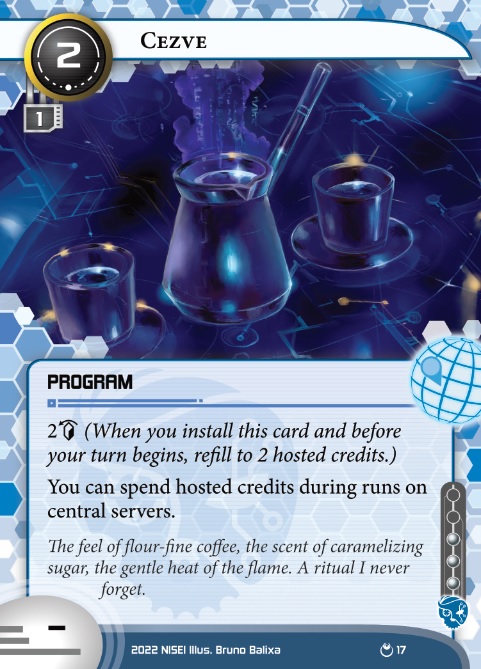 2
CEZVE
1
PROGRAM
2 (When you install this card and before
your turn begins, refill to 2 hosted credits.)
You can spend hosted credits during runs on
central servers.
The feel of flour-fine coffee, the scent of caramelizing
sugar, the gentle heat of the flame. A ritual I never
forget.
–
2022 NISEI Illus. Bruno Balixa
17